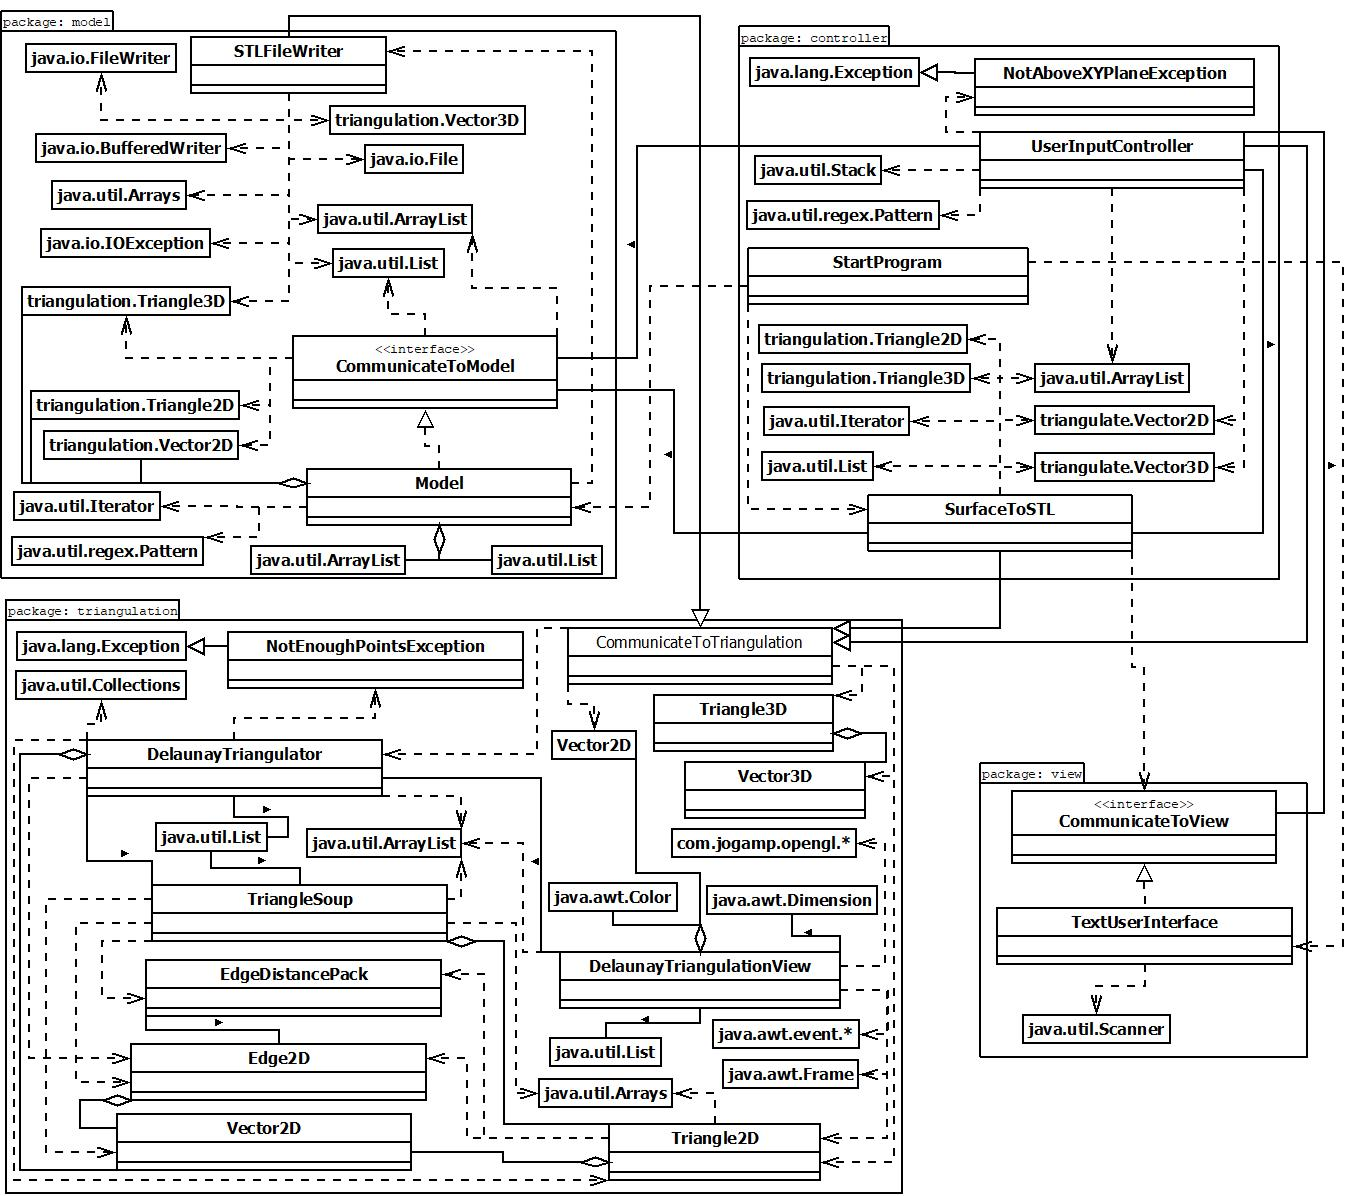 package: model
java.io.FileWriter
STLFileWriter
triangulation.Vector3D
java.io.BufferedWriter
java.io.File
java.util.Arrays
java.util.ArrayList
java.io.IOException
java.util.List
triangulation.Triangle3D
<<interface>>
CommunicateToModel
triangulation.Triangle2D
triangulation.Vector2D
Model
java.util.Iterator
java.util.regex.Pattern
java.util.ArrayList
java.util.List
package: controller
java.lang.Exception
NotAboveXYPlaneException
UserInputController
java.util.Stack
java.util.regex.Pattern
StartProgram
triangulation.Triangle2D
triangulation.Triangle3D
java.util.ArrayList
java.util.Iterator
triangulate.Vector2D
java.util.List
triangulate.Vector3D
SurfaceToSTL
package: triangulation
java.lang.Exception
NotEnoughPointsException
CommunicateToTriangulation
java.util.Collections
Triangle3D
DelaunayTriangulator
Vector2D
Vector3D
java.util.List
java.util.ArrayList
com.jogamp.opengl.*
TriangleSoup
java.awt.Color
java.awt.Dimension
EdgeDistancePack
DelaunayTriangulationView
java.awt.event.*
Edge2D
java.util.List
java.awt.Frame
java.util.Arrays
Vector2D
Triangle2D
package: view
<<interface>>
CommunicateToView
TextUserInterface
java.util.Scanner